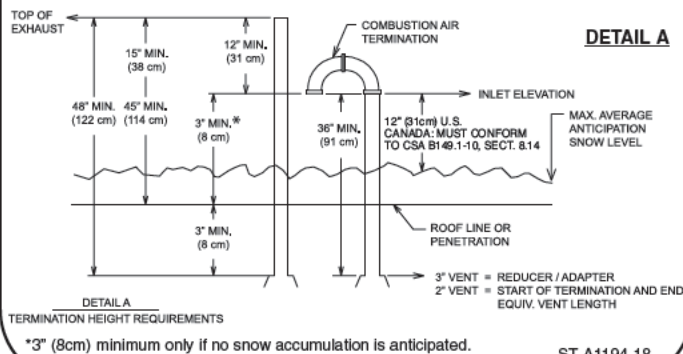 TOP OF
EXHAUST
COMBUSTION AIR
TERMINATION
DETAIL A
15" MIN.
(38 cm)
12" MIN.
(31 cm)
INLET ELEVATION
48" MIN.
(122 cm)
45" MIN.
(114 cm)
3" MIN.*
(8 cm)
36" MIN.
(91 cm)
12" (31cm) U.S.
CANADA: MUST CONFORM
TO CSA B149.1-10, SECT. 8.14
MAX. AVERAGE
ANTICIPATION
SNOW LEVEL
3" MIN.
(8 cm)
ROOF LINE OR
PENETRATION
3" VENT = REDUCER / ADAPTER
2" VENT = START OF TERMINATION AND END
EQUIV. VENT LENGTH
DETAIL A
TERMINATION HEIGHT REQUIREMENTS
*3" (8cm) minimum only if no snow accumulation is anticipated.
ST-A1194-18